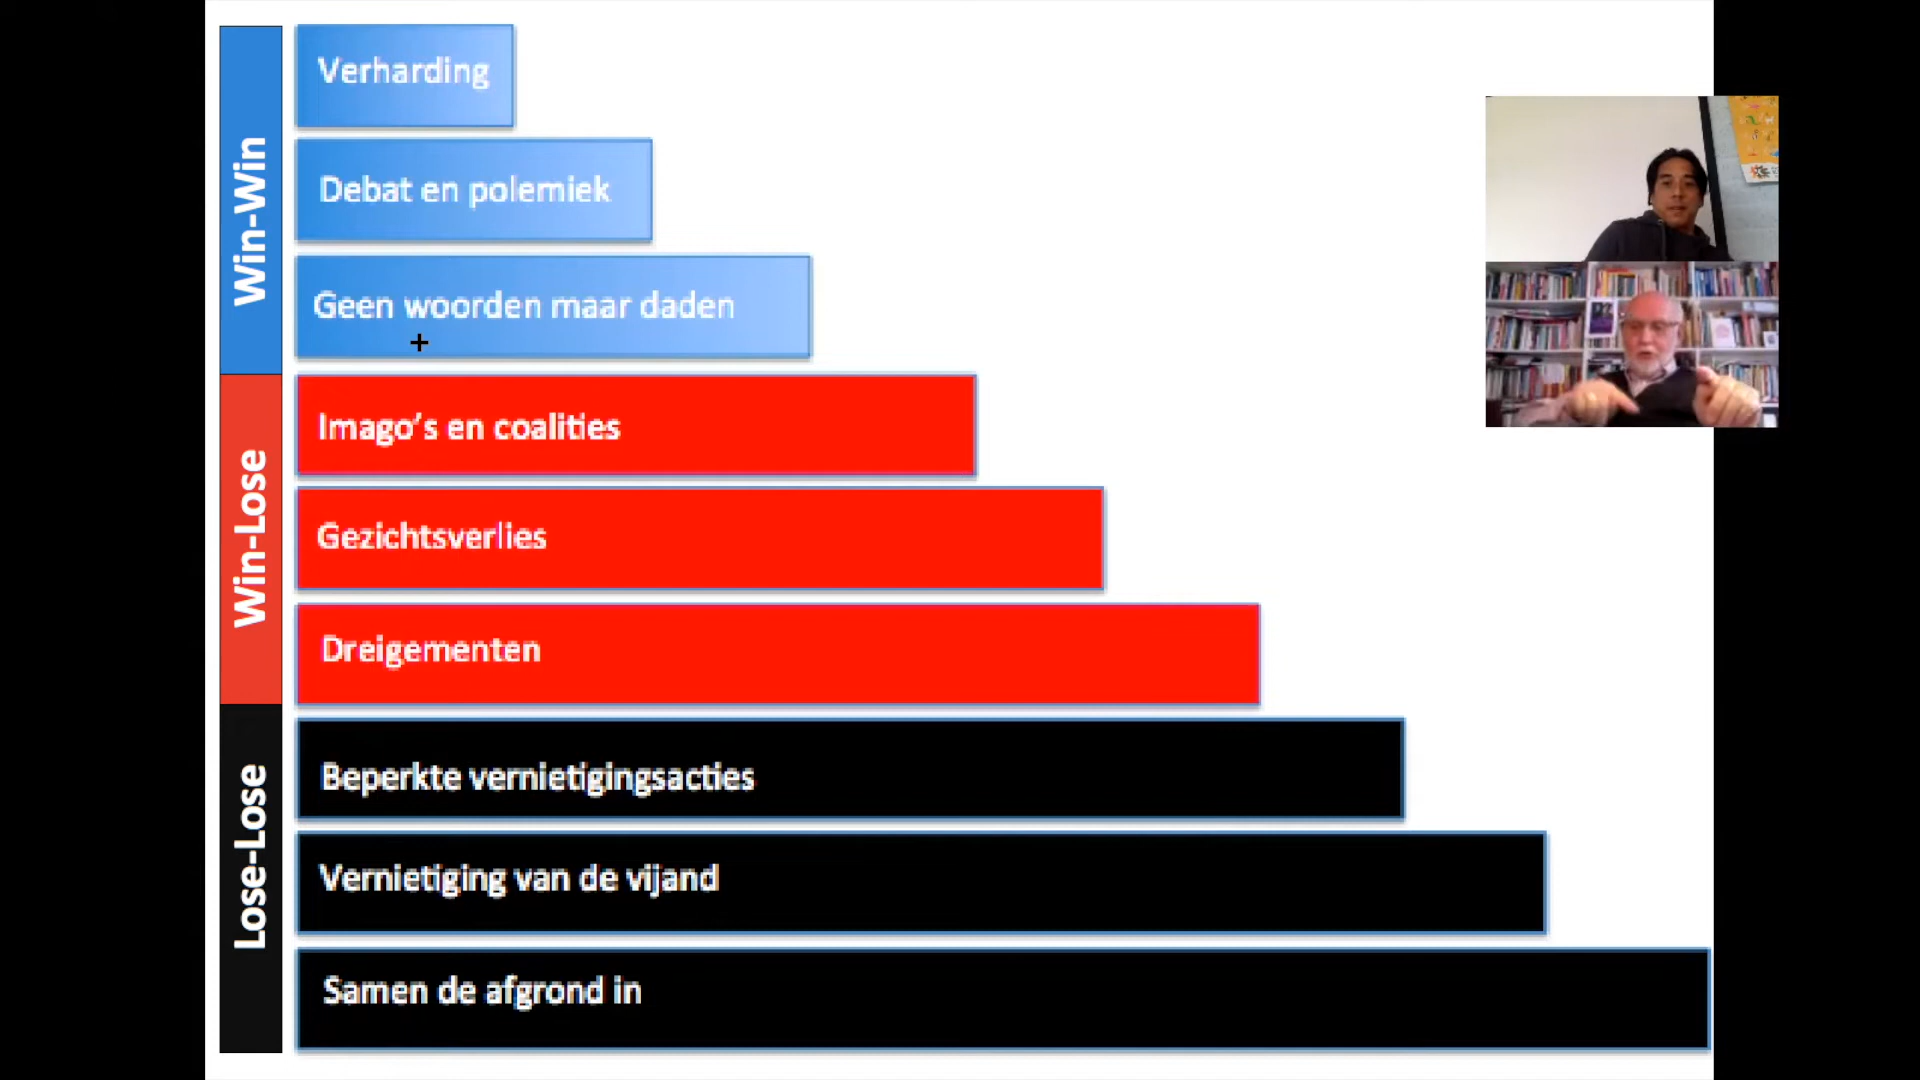 Win-Win
Verharding
Debat en polemiek
Geen woorden maar daden
Win-Lose
Imago's en coalities
Gezichtsverlies
Dreigementen
Lose-Lose
Beperkte vernietigingsacties
Vernietiging van de vijand
Samen de afgrond in